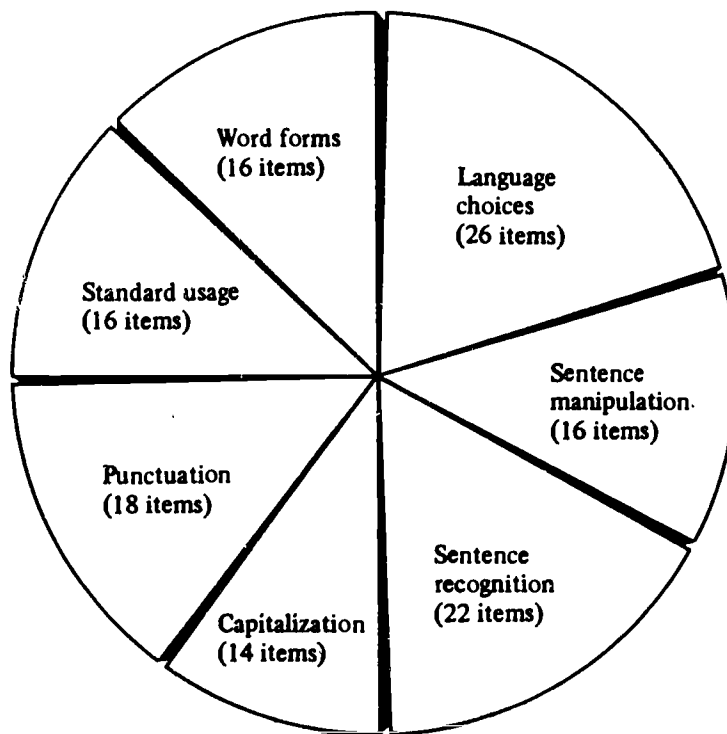 Word forms
(16 items)
Language
choices
(26 items)
Standard usage
(16 items)
Sentence
manipulation
(16 items)
Punctuation
(18 items)
Sentence
recognition
(22 items)
Capitalization
(14 items)